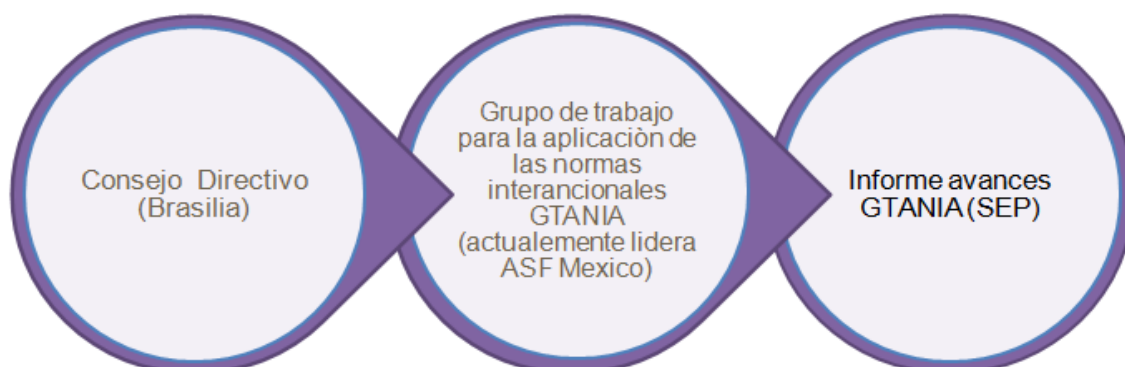 Consejo Directivo
(Brasilia)
Grupo de trabajo
para la aplicaciòn de
las normas
interancionales
GTANIA
(actualemente lidera
ASF Mexico)
Informe avances
GTANIA (SEP)